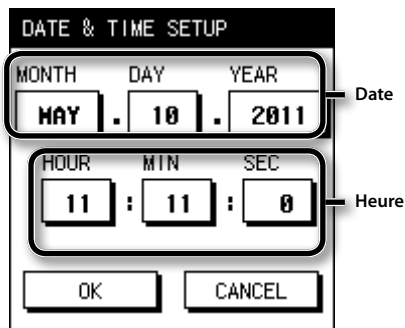 DATE & TIME SETUP
MONTH DAY YEAR
MAY . 10 . 2011
Date
HOUR MIN SEC
11 : 11 : 0
Heure
OK CANCEL